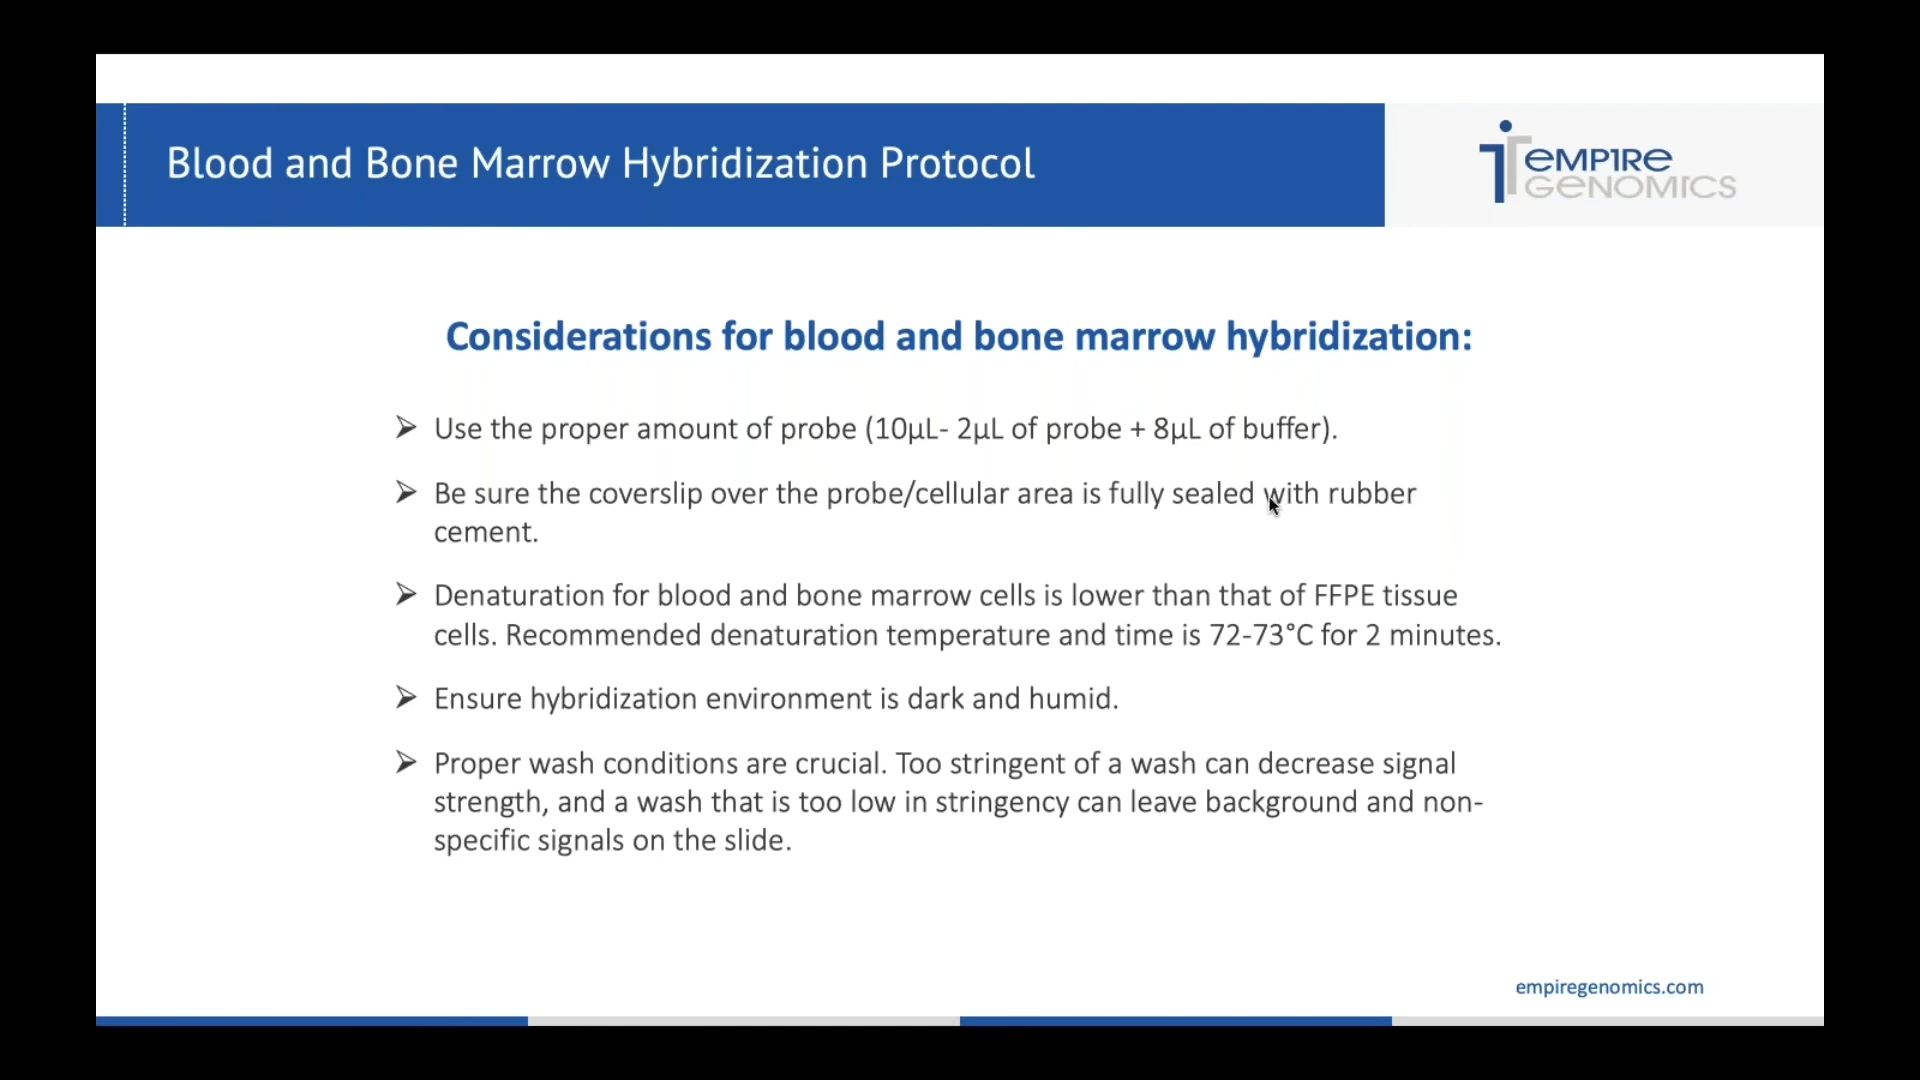 Blood and Bone Marrow Hybridization Protocol
EMPIRE
GENOMICS
Considerations for blood and bone marrow hybridization:
➢ Use the proper amount of probe (10µL- 2µL of probe + 8µL of buffer).
➢ Be sure the coverslip over the probe/cellular area is fully sealed with rubber
cement.
➢ Denaturation for blood and bone marrow cells is lower than that of FFPE tissue
cells. Recommended denaturation temperature and time is 72-73°C for 2 minutes.
➢ Ensure hybridization environment is dark and humid.
➢ Proper wash conditions are crucial. Too stringent of a wash can decrease signal
strength, and a wash that is too low in stringency can leave background and non-
specific signals on the slide.
empiregenomics.com